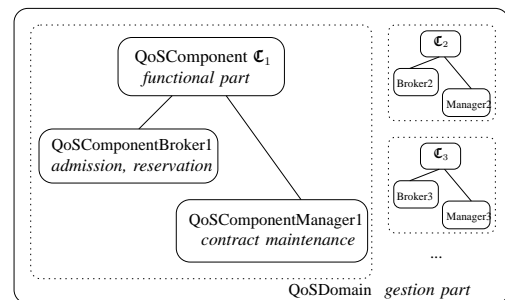 QoSComponent ℭ1
functional part
QoSComponentBroker1
admission, reservation
QoSComponentManager1
contract maintenance
ℭ2
Broker2
Manager2
ℭ3
Broker3
Manager3
...
QoSDomain gestion part